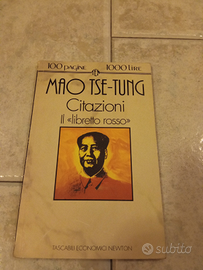 100 PAGINE 1000 LIRE
MAO TSE-TUNG
Citazioni
Il «libretto rosso»
TASCABILI ECONOMICI NEWTON
subito